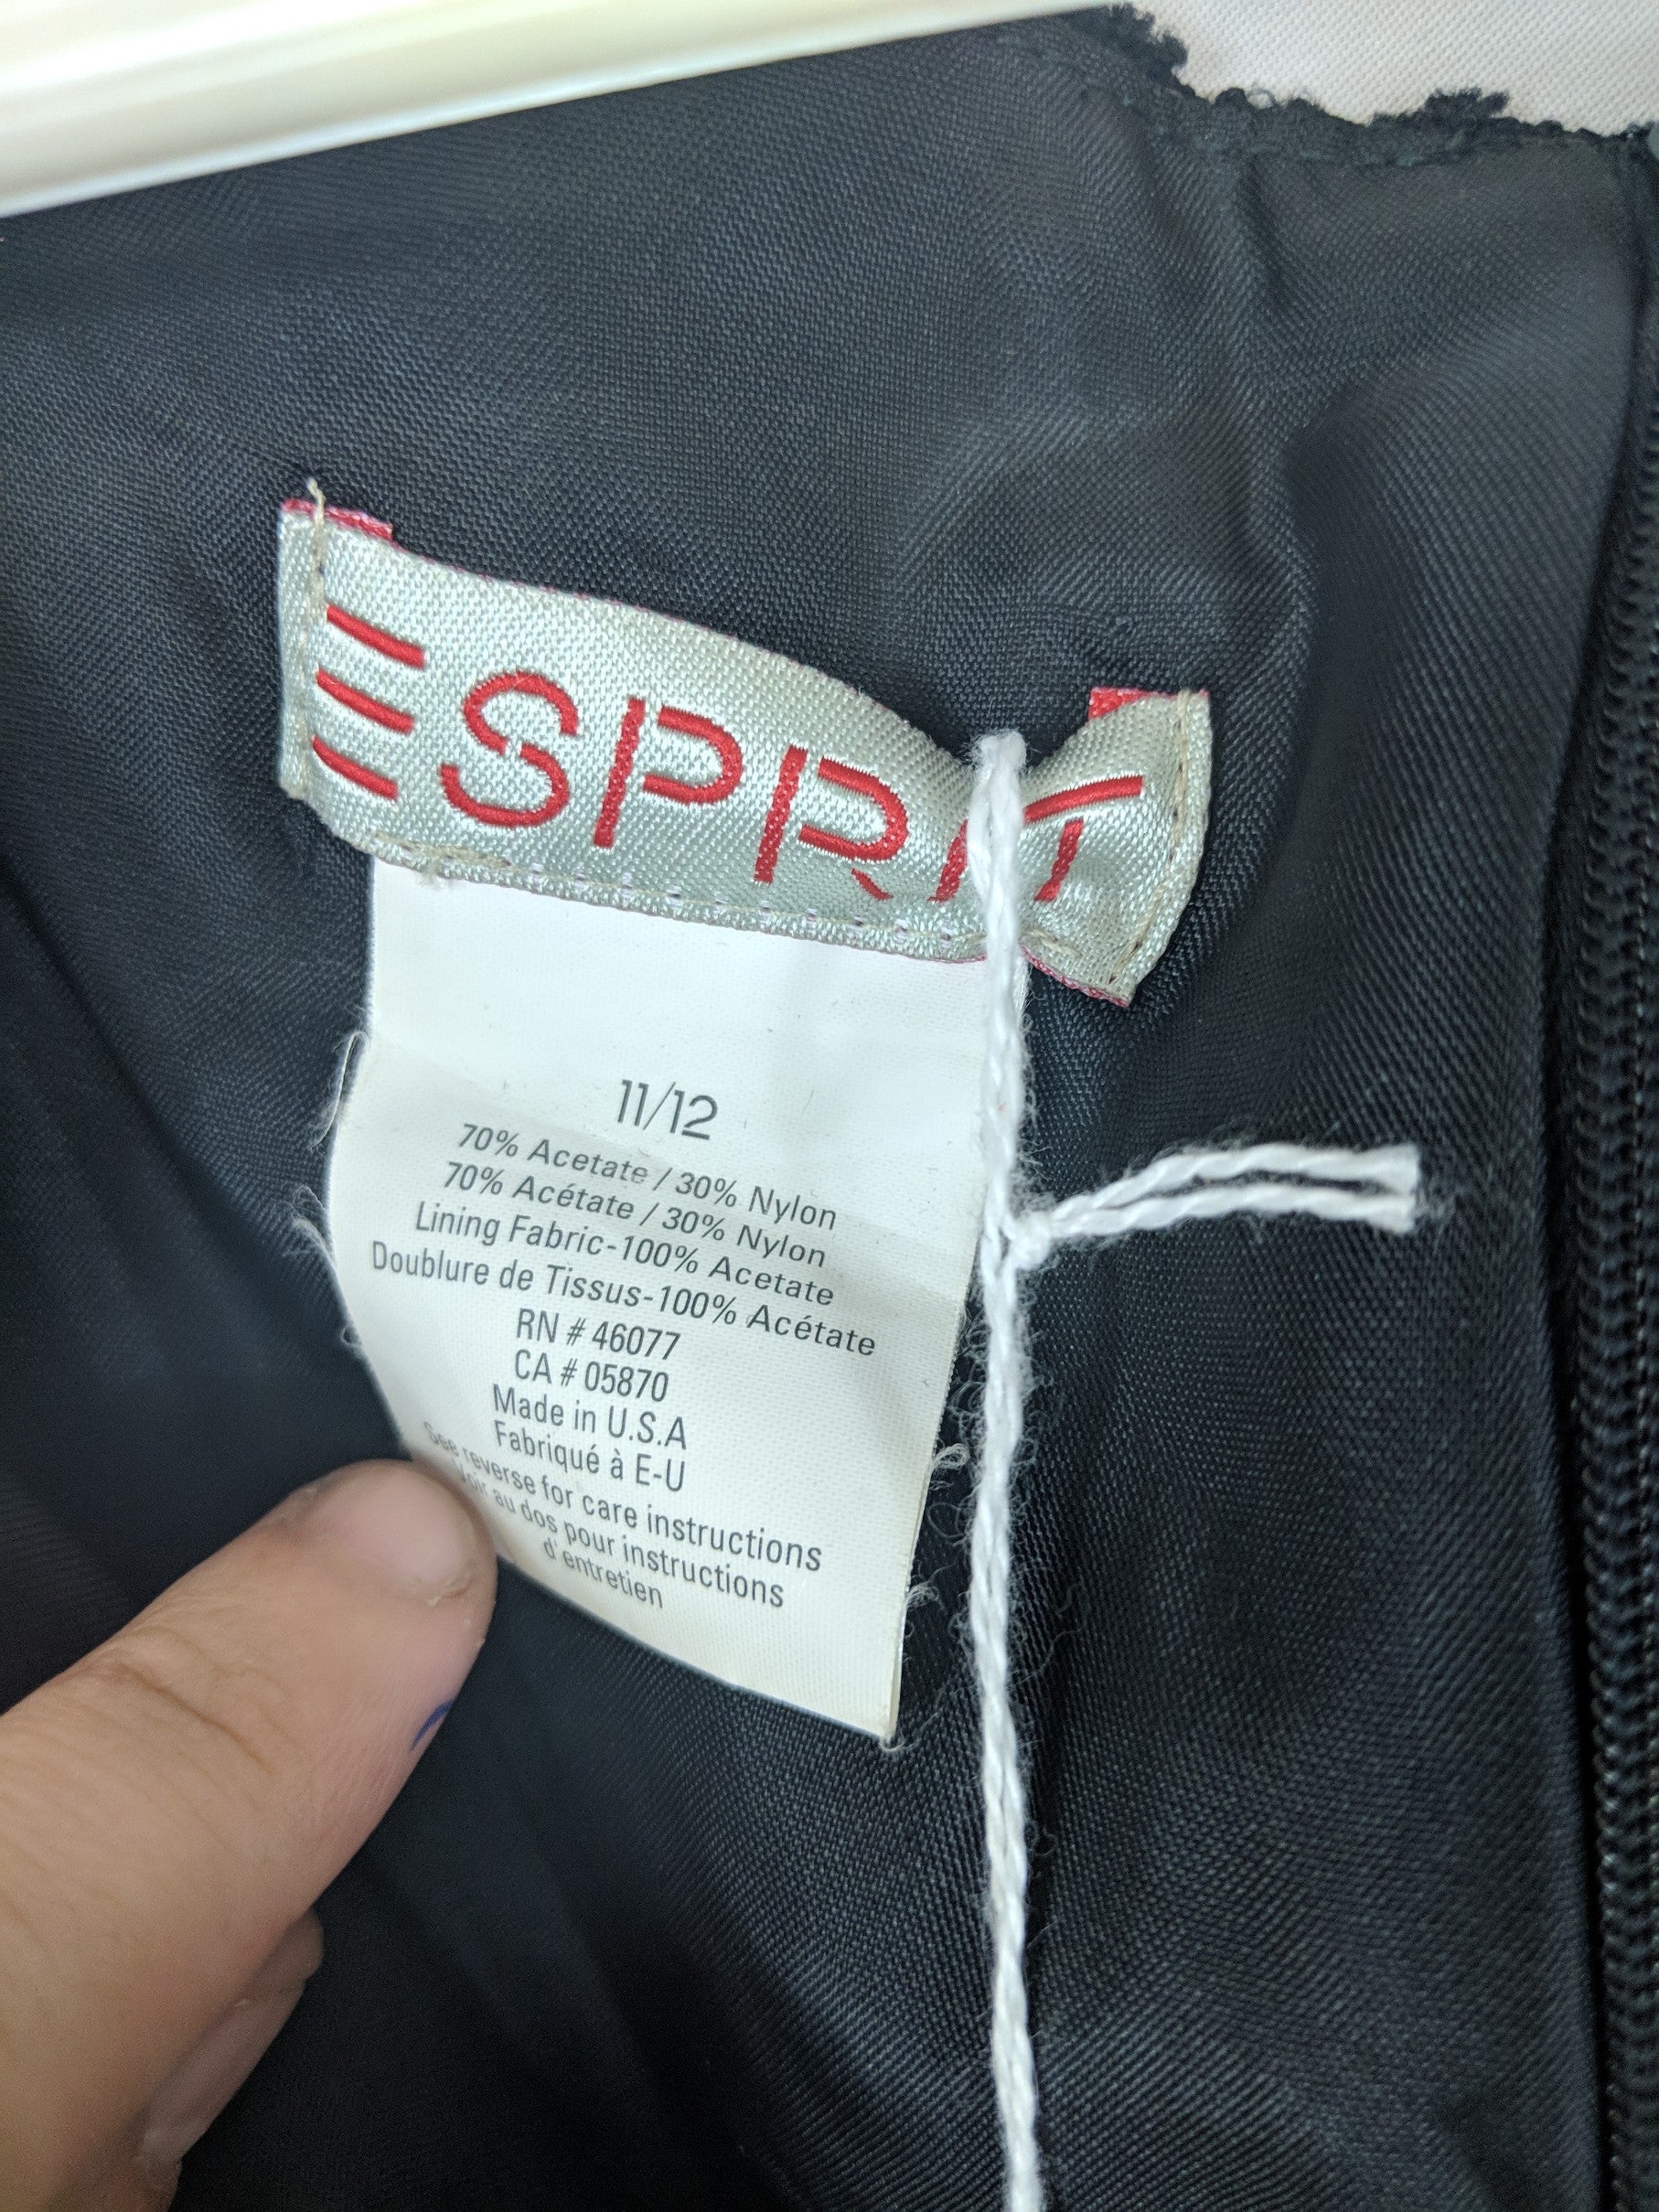 ESPRIT
11/12
70% Acetate / 30% Nylon
70% Acétate / 30% Nylon
Lining Fabric-100% Acetate
Doublure de Tissus-100% Acétate
RN # 46077
CA # 05870
Made in U.S.A
Fabriqué à E-U
See reverse for care instructions
Voir au dos pour instructions
d'entretien